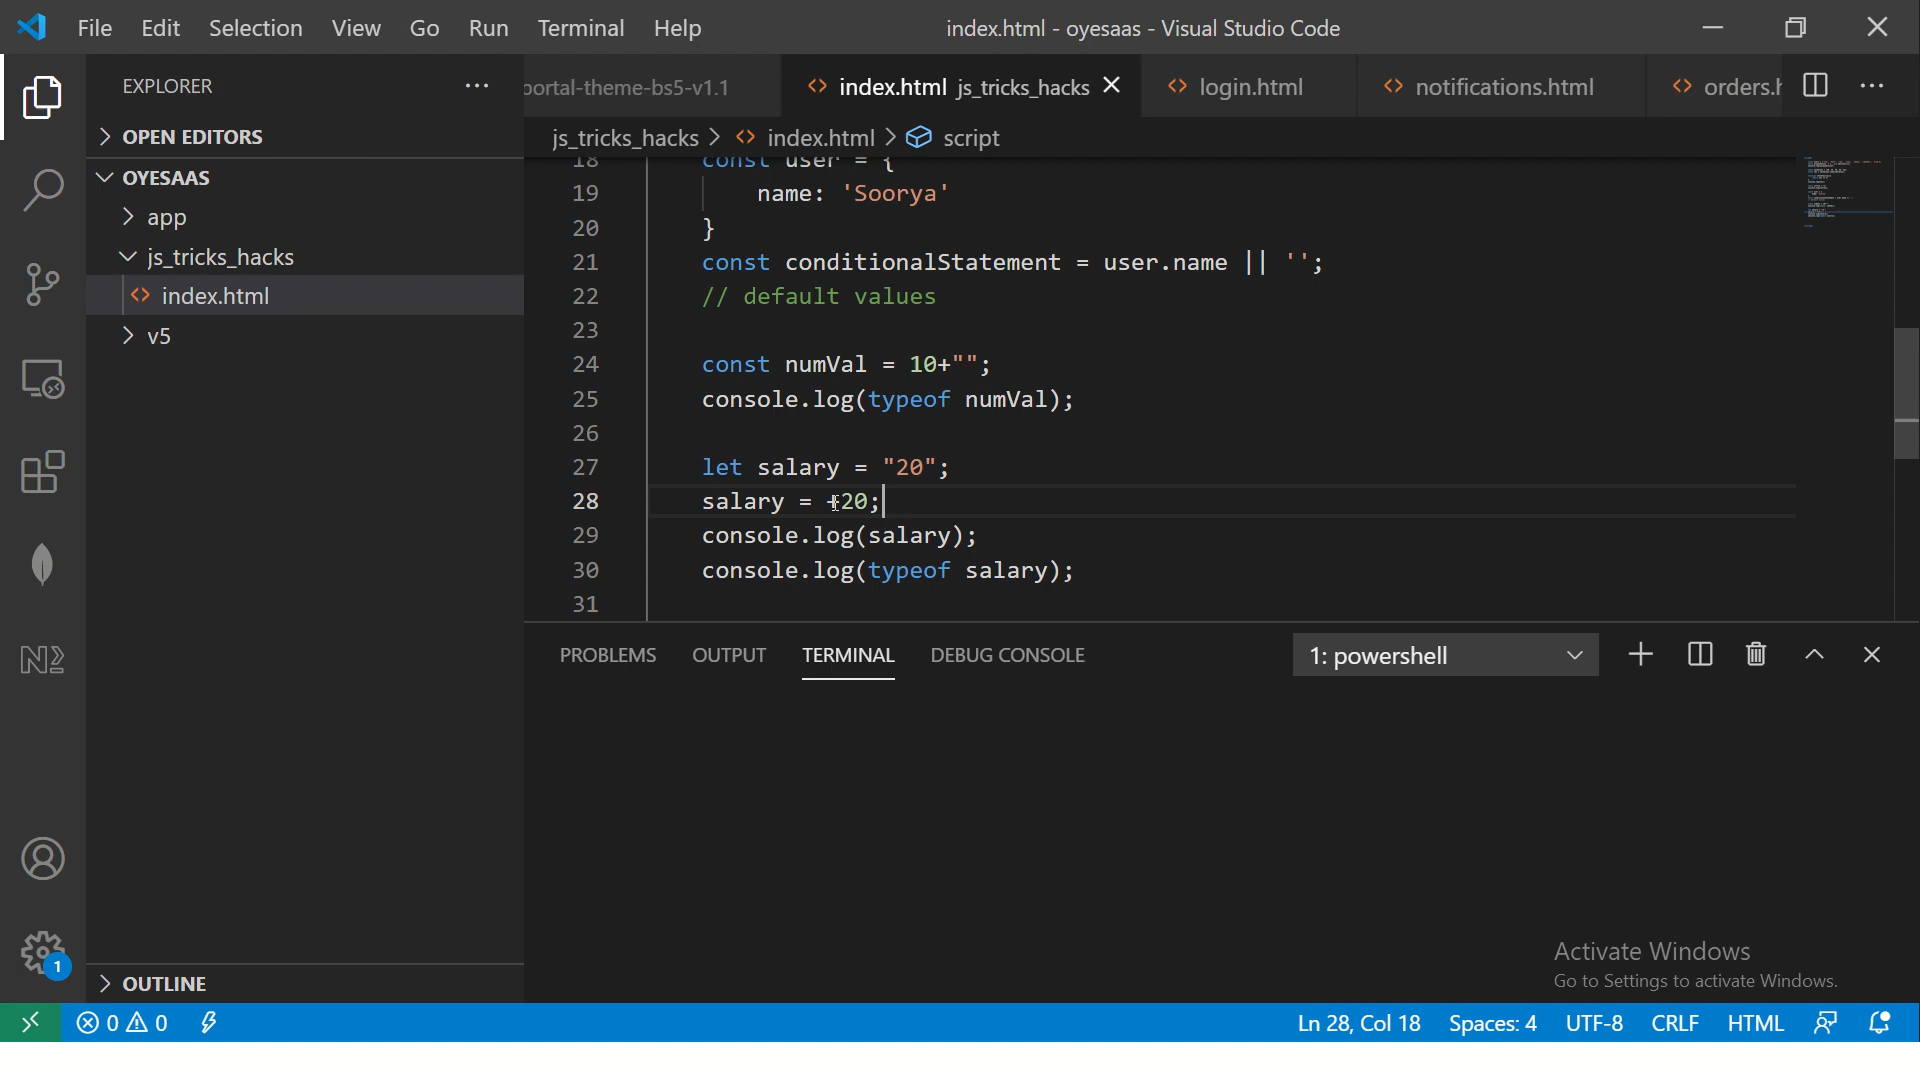 File Edit Selection View Go Run Terminal Help index.html - oyesaas - Visual Studio Code
EXPLORER
OPEN EDITORS
OYESAAS
app
js_tricks_hacks
index.html
v5
OUTLINE
portal-theme-bs5-v1.1 index.html js_tricks_hacks login.html notifications.html
js_tricks_hacks > index.html > script
18 const user = {
19 name: 'Soorya'
20 }
21 const conditionalStatement = user.name || '';
22 // default values
23
24 const numVal = 10+"";
25 console.log(typeof numVal);
26
27 let salary = "20";
28 salary = +20;
29 console.log(salary);
30 console.log(typeof salary);
31
PROBLEMS OUTPUT TERMINAL DEBUG CONSOLE 1: powershell
Activate Windows
Go to Settings to activate Windows.
1
0 0 Ln 28, Col 18 Spaces: 4 UTF-8 CRLF HTML